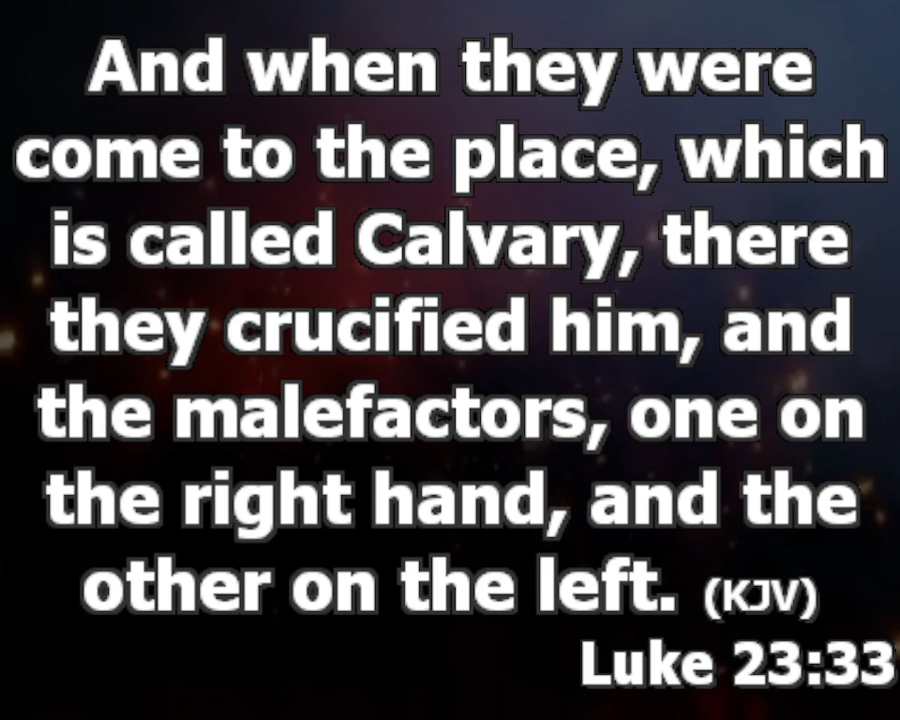 And when they were
come to the place, which
is called Calvary, there
they crucified him, and
the malefactors, one on
the right hand, and the
other on the left. (KJV)
Luke 23:33